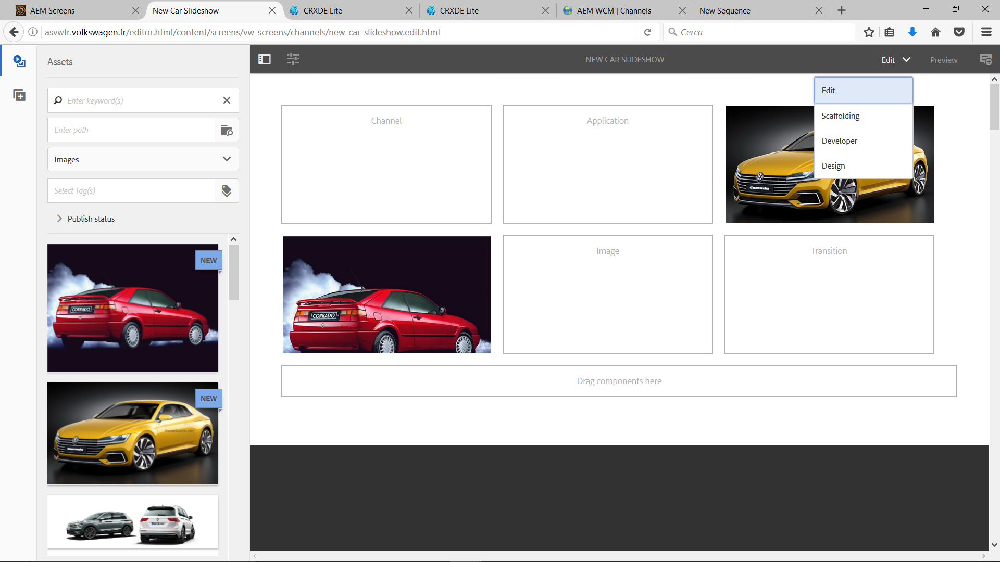 AEM Screens
New Car Slideshow
CRXDE Lite
CRXDE Lite
AEM WCM | Channels
New Sequence
asvwfr.volkswagen.fr/editor.html/content/screens/vw-screens/channels/new-car-slideshow.edit.html
Cerca
Assets
Enter keyword(s)
Enter path
Images
Select Tag(s)
Publish status
NEW
CORRADO
NEW
theophiluschin.com
Corrado
NEW CAR SLIDESHOW
Edit
Preview
Edit
Scaffolding
Developer
Design
Channel
Application
Corrado
CORRADO
Image
Transition
Drag components here